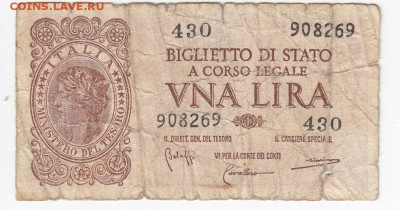 COINS.LAVE.RU
430 908269
ITALIA
MINISTERO DEL TESORO
BIGLIETTO DI STATO
A CORSO LEGALE
VNA LIRA
908269 430
IL DIRETT. GEN. DEL TESORO IL CASSIERE SPECIALE
Vº PER LA CORTE DEI CONTI